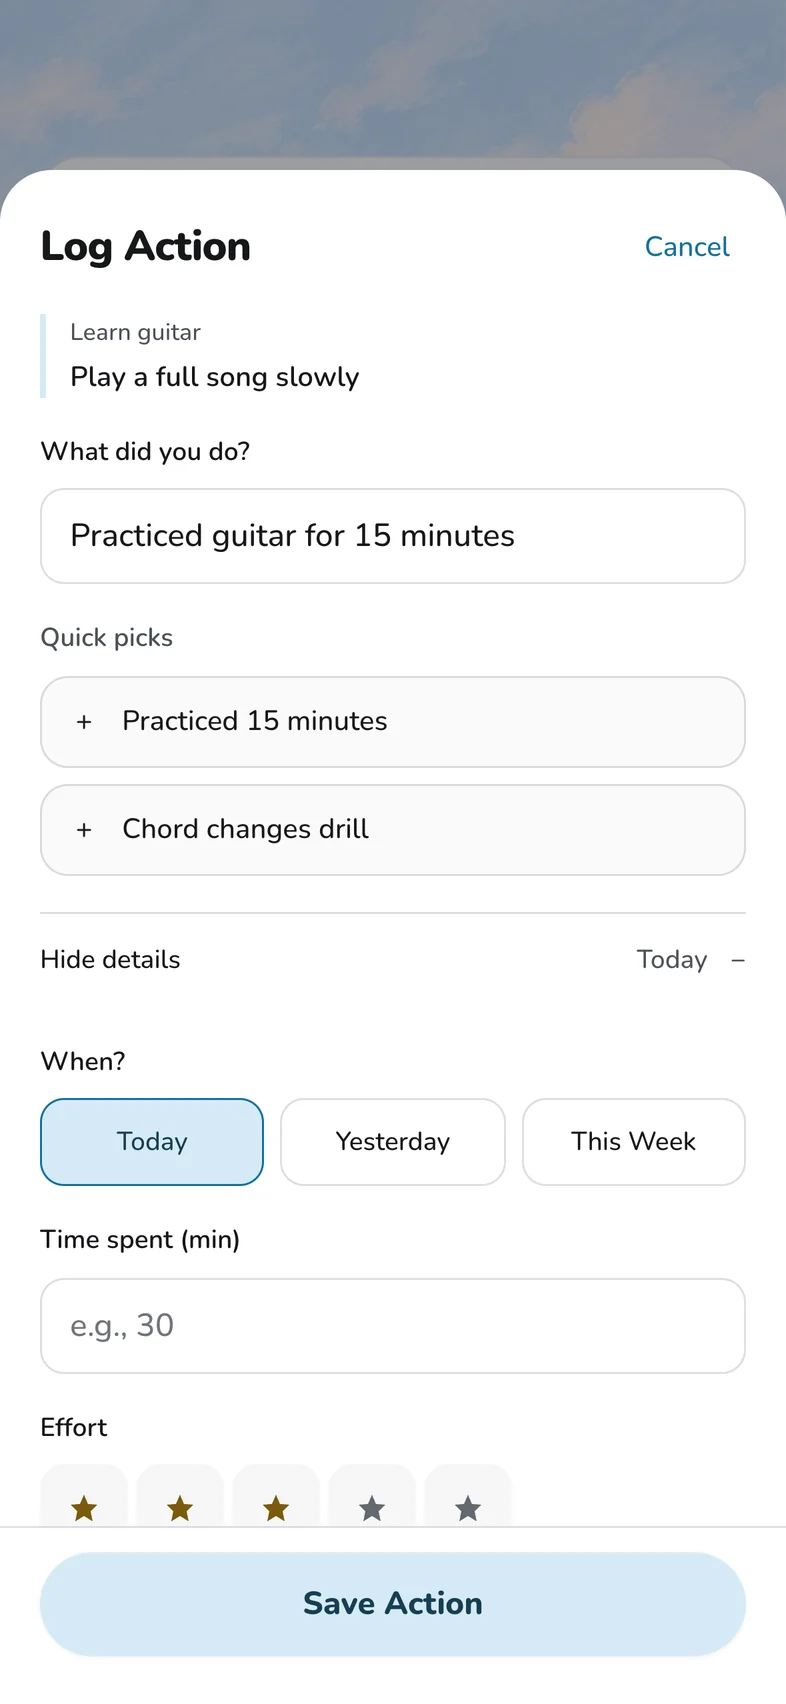 Log Action
Cancel
Learn guitar
Play a full song slowly
What did you do?
Practiced guitar for 15 minutes
Quick picks
+ Practiced 15 minutes
+ Chord changes drill
Hide details
Today −
When?
Today
Yesterday
This Week
Time spent (min)
e.g., 30
Effort
Save Action